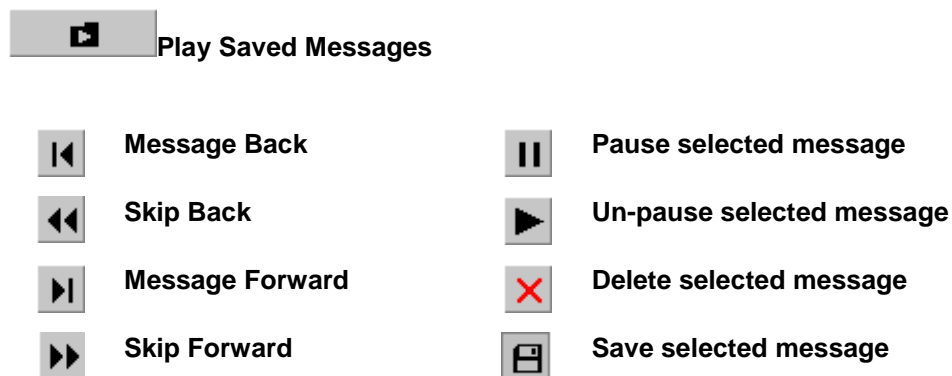 Play Saved Messages
Message Back
Pause selected message
Skip Back
Un-pause selected message
Message Forward
Delete selected message
Skip Forward
Save selected message